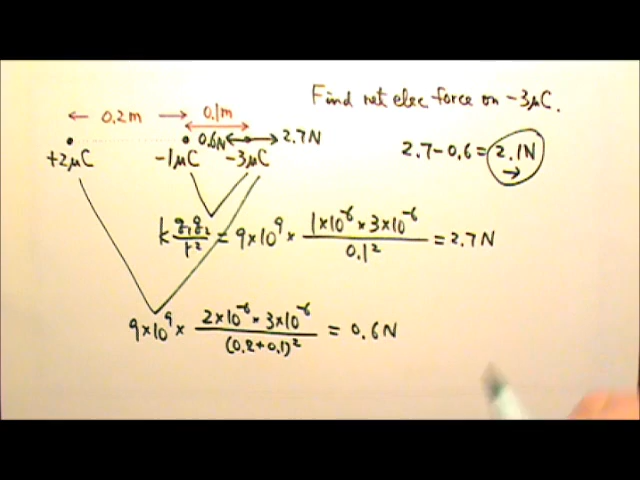 Find net elec force on -3μC.
0.2m 0.1m
0.6N 2.7N
+2μC -1μC -3μC
2.7-0.6= 2.1N →
k q₁q₂/r² = 9×10⁹ × 1×10⁻⁶ × 3×10⁻⁶ / 0.1² = 2.7N
9×10⁹ × 2×10⁻⁶ × 3×10⁻⁶ / (0.2+0.1)² = 0.6N